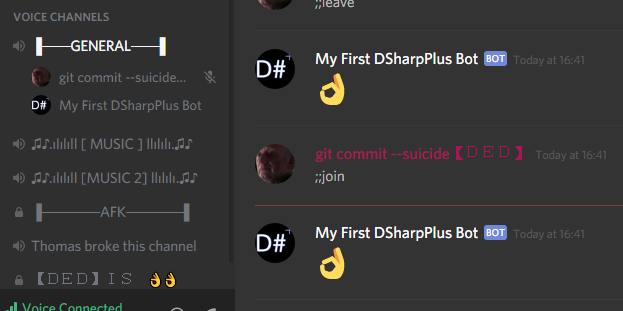 VOICE CHANNELS
GENERAL
git commit --suicide...
D# My First DSharpPlus Bot
♫♪.ılılıll [ MUSIC ] llılılı.♫♪
♫♪.ılılıll [MUSIC 2] llılılı.♫♪
AFK
Thomas broke this channel
【ＤＥＤ】ＩＳ 👌👌
Voice Connected
;;leave
D#
My First DSharpPlus Bot BOT Today at 16:41
👌
git commit --suicide【ＤＥＤ】 Today at 16:41
;;join
D#
My First DSharpPlus Bot BOT Today at 16:41
👌